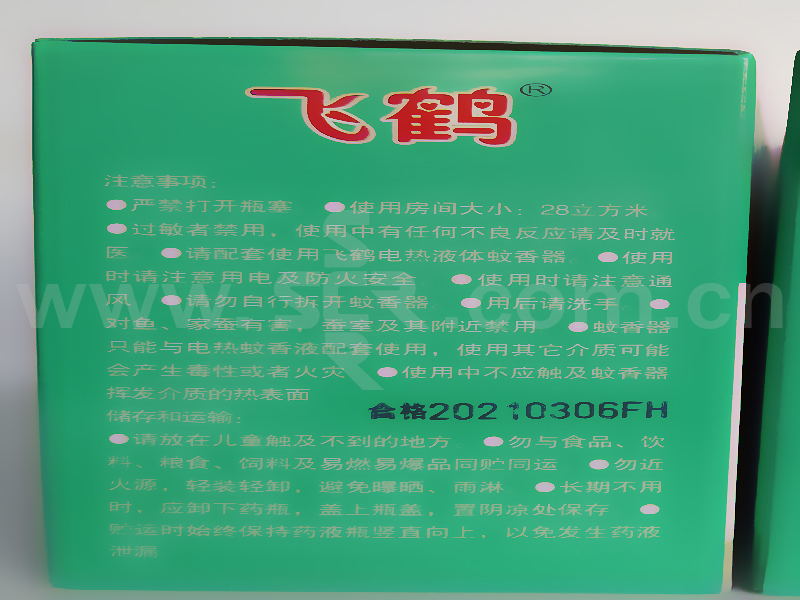 飞鹤®
注意事项：
●严禁打开瓶塞 ●使用房间大小：28立方米
●过敏者禁用，使用中有任何不良反应请及时就
医 ●请配套使用飞鹤电热液体蚊香器 ●使用
时请注意用电及防火安全 ●使用时请注意通
风 ●请勿自行拆开蚊香器 ●用后请洗手 ●
对鱼、家蚕有害，蚕室及其附近禁用 ●蚊香器
只能与电热蚊香液配套使用，使用其它介质可能
会产生毒性或者火灾 ●使用中不应触及蚊香器
挥发介质的热表面
储存和运输：
合格20210306FH
●请放在儿童触及不到的地方 ●勿与食品、饮
料、粮食、饲料及易燃易爆品同贮同运 ●勿近
火源，轻装轻卸，避免曝晒、雨淋 ●长期不用
时，应卸下药瓶，盖上瓶盖，置阴凉处保存 ●
贮运时始终保持药液瓶竖直向上、以免发生药液
泄漏